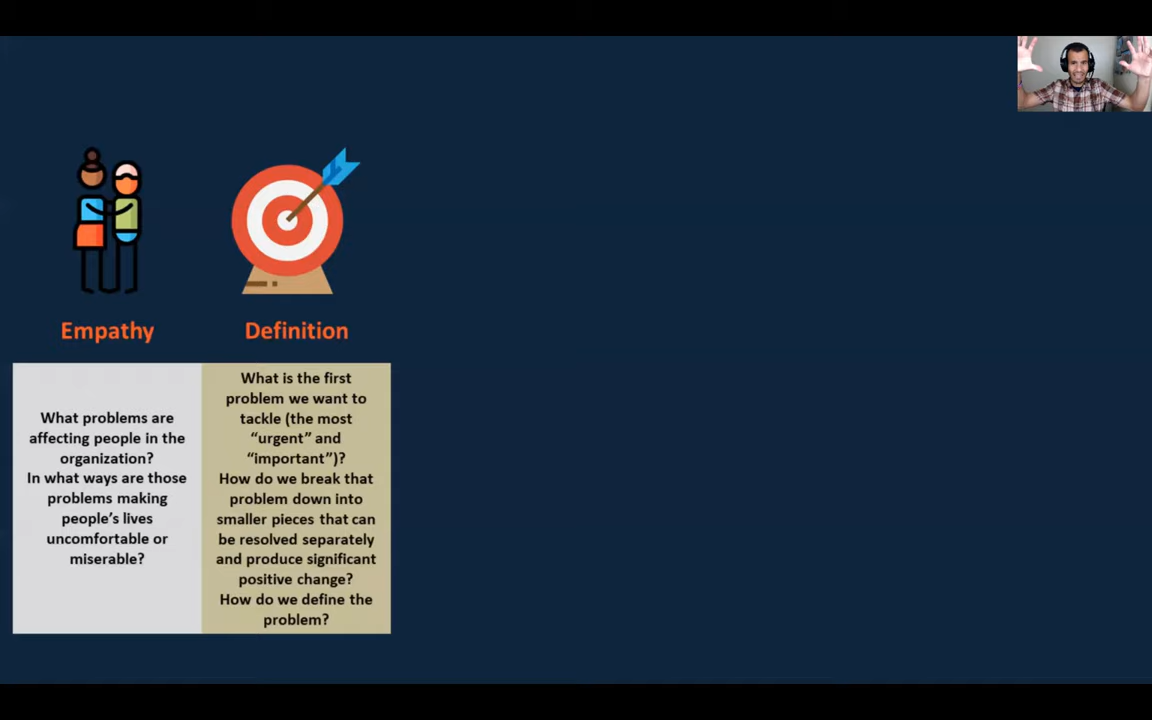 Empathy
Definition
What problems are
affecting people in the
organization?
In what ways are those
problems making
people's lives
uncomfortable or
miserable?
What is the first
problem we want to
tackle (the most
“urgent” and
“important”)?
How do we break that
problem down into
smaller pieces that can
be resolved separately
and produce significant
positive change?
How do we define the
problem?